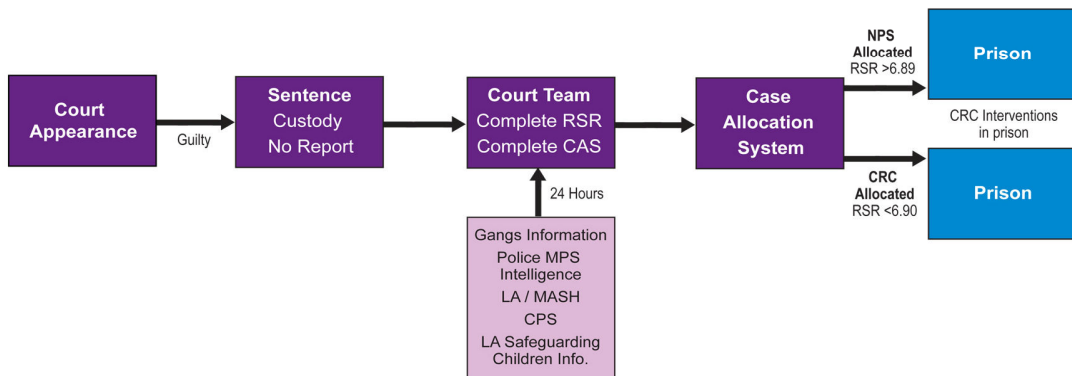 Court
Appearance
Guilty
Sentence
Custody
No Report
Court Team
Complete RSR
Complete CAS
24 Hours
Gangs Information
Police MPS
Intelligence
LA / MASH
CPS
LA Safeguarding
Children Info.
Case
Allocation
System
NPS
Allocated
RSR >6.89
Prison
CRC Interventions
in prison
CRC
Allocated
RSR <6.90
Prison